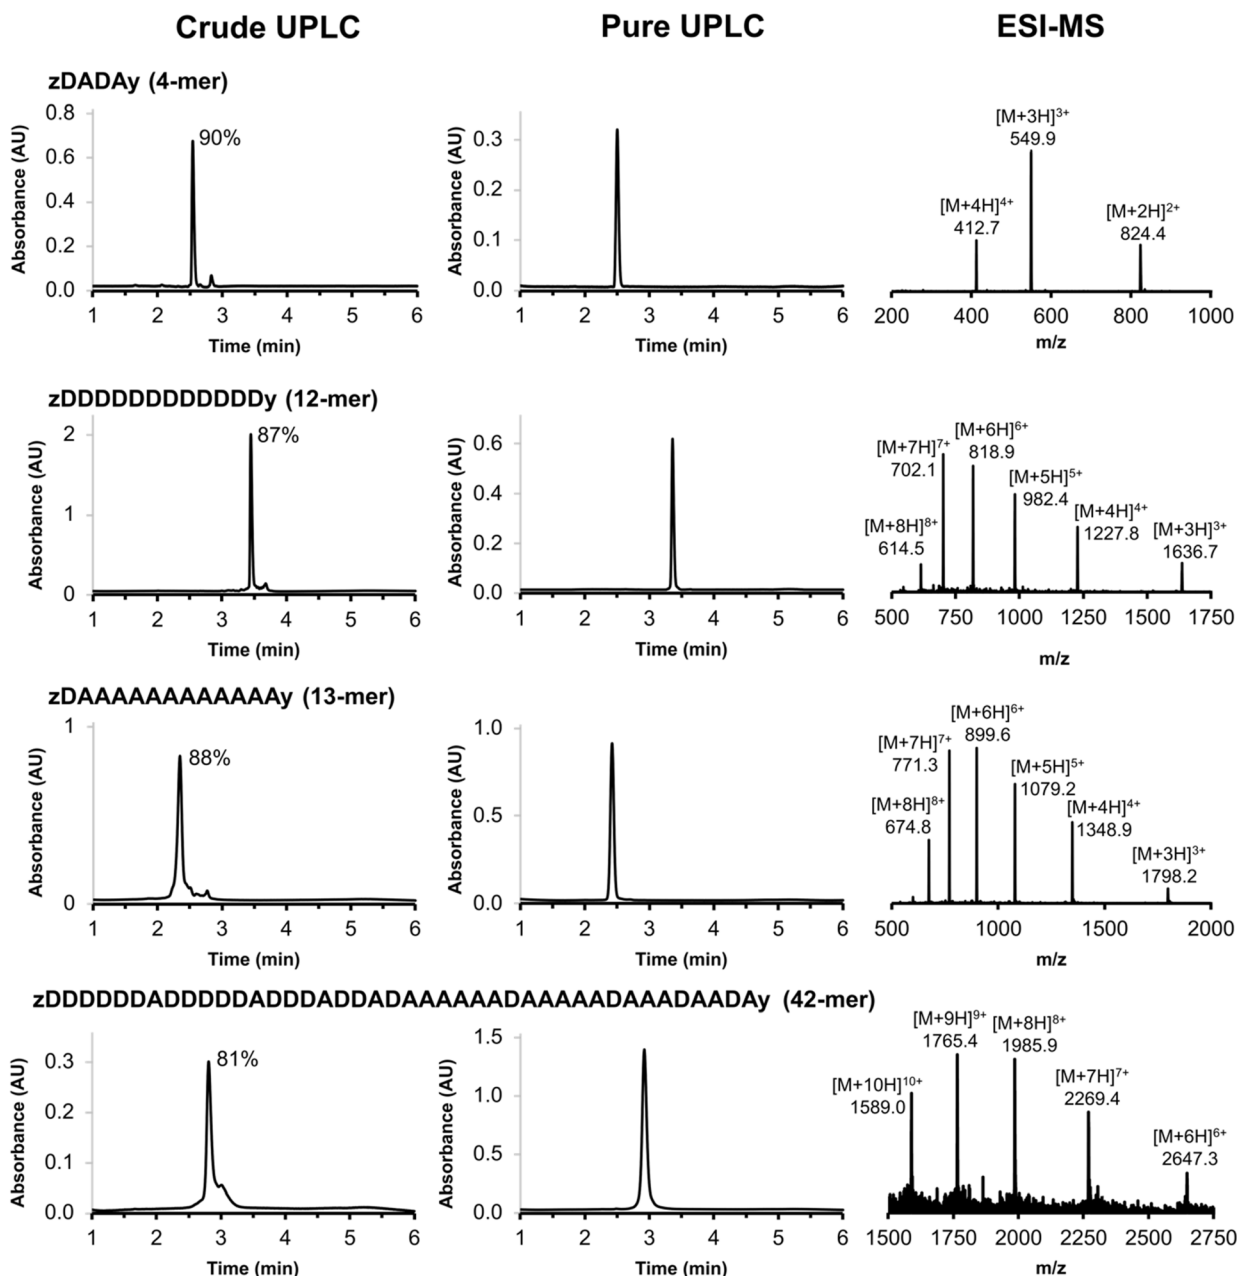 Crude UPLC
Pure UPLC
ESI-MS
zDADAy (4-mer)
Absorbance (AU)
0.8
0.6
0.4
0.2
0.0
90%
1 2 3 4 5 6
Time (min)
Absorbance (AU)
0.3
0.2
0.1
0.0
1 2 3 4 5 6
Time (min)
[M+3H]3+
549.9
[M+4H]4+
412.7
[M+2H]2+
824.4
200 400 600 800 1000
m/z
zDDDDDDDDDDDDy (12-mer)
Absorbance (AU)
2
1
0
87%
1 2 3 4 5 6
Time (min)
Absorbance (AU)
0.6
0.4
0.2
0.0
1 2 3 4 5 6
Time (min)
[M+8H]8+
614.5
[M+7H]7+
702.1
[M+6H]6+
818.9
[M+5H]5+
982.4
[M+4H]4+
1227.8
[M+3H]3+
1636.7
500 750 1000 1250 1500 1750
m/z
zDAAAAAAAAAAAAy (13-mer)
Absorbance (AU)
1
0
88%
1 2 3 4 5 6
Time (min)
Absorbance (AU)
1.0
0.5
0.0
1 2 3 4 5 6
Time (min)
[M+8H]8+
674.8
[M+7H]7+
771.3
[M+6H]6+
899.6
[M+5H]5+
1079.2
[M+4H]4+
1348.9
[M+3H]3+
1798.2
500 1000 1500 2000
m/z
zDDDDDDADDDDDADDDADDADAAAAAADAAAAADAAADAADAy (42-mer)
Absorbance (AU)
0.3
0.2
0.1
0.0
81%
1 2 3 4 5 6
Time (min)
Absorbance (AU)
1.5
1.0
0.5
0.0
1 2 3 4 5 6
Time (min)
[M+10H]10+
1589.0
[M+9H]9+
1765.4
[M+8H]8+
1985.9
[M+7H]7+
2269.4
[M+6H]6+
2647.3
1500 1750 2000 2250 2500 2750
m/z